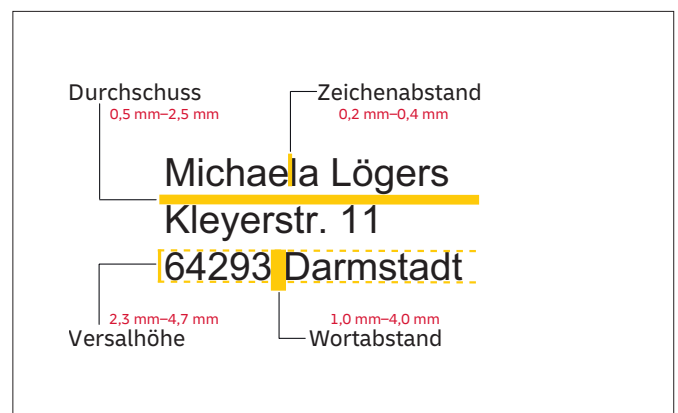 Durchschuss Zeichenabstand
0,5 mm–2,5 mm 0,2 mm–0,4 mm
Michaela Lögers
Kleyerstr. 11
64293 Darmstadt
2,3 mm–4,7 mm 1,0 mm–4,0 mm
Versalhöhe Wortabstand